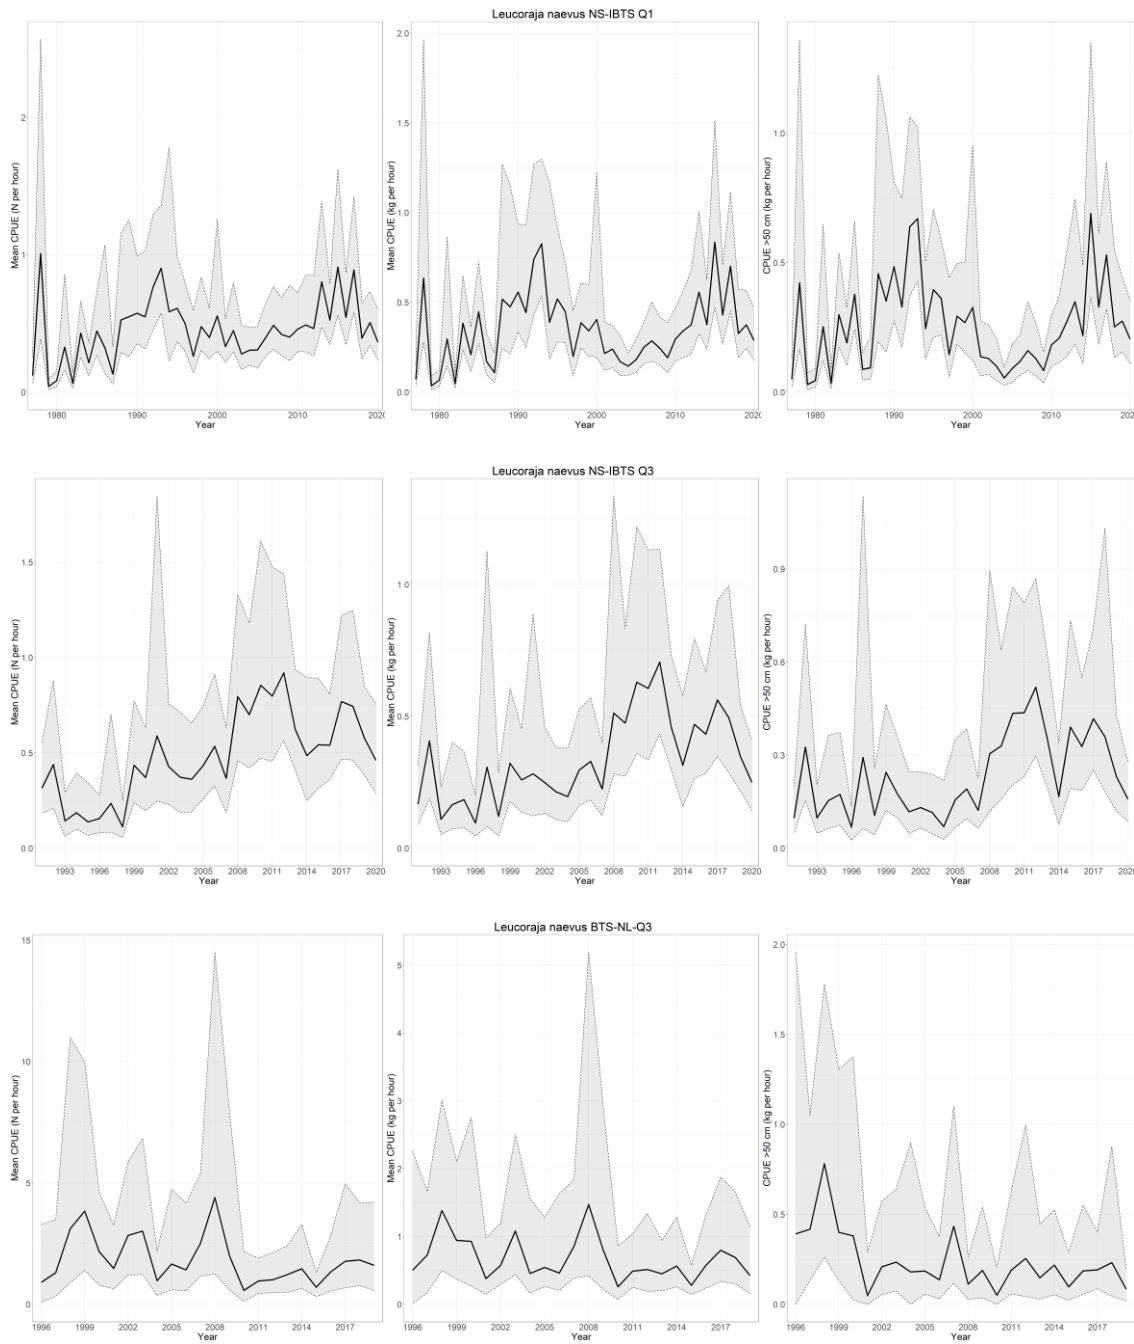 Leucoraja naevus NS-IBTS Q1
Mean CPUE (N per hour)
2
1
0
1980 1990 2000 2010 2020
Year
Mean CPUE (kg per hour)
2.0
1.5
1.0
0.5
0.0
1980 1990 2000 2010 2020
Year
CPUE >50 cm (kg per hour)
1.0
0.5
0.0
1980 1990 2000 2010 2020
Year
Leucoraja naevus NS-IBTS Q3
Mean CPUE (N per hour)
1.5
1.0
0.5
0.0
1993 1996 1999 2002 2005 2008 2011 2014 2017 2020
Year
Mean CPUE (kg per hour)
1.0
0.5
0.0
1993 1996 1999 2002 2005 2008 2011 2014 2017 2020
Year
CPUE >50 cm (kg per hour)
0.9
0.6
0.3
0.0
1993 1996 1999 2002 2005 2008 2011 2014 2017 2020
Year
Leucoraja naevus BTS-NL-Q3
Mean CPUE (N per hour)
15
10
5
0
1996 1999 2002 2005 2008 2011 2014 2017
Year
Mean CPUE (kg per hour)
5
4
3
2
1
0
1996 1999 2002 2005 2008 2011 2014 2017
Year
CPUE >50 cm (kg per hour)
2.0
1.5
1.0
0.5
0.0
1996 1999 2002 2005 2008 2011 2014 2017
Year